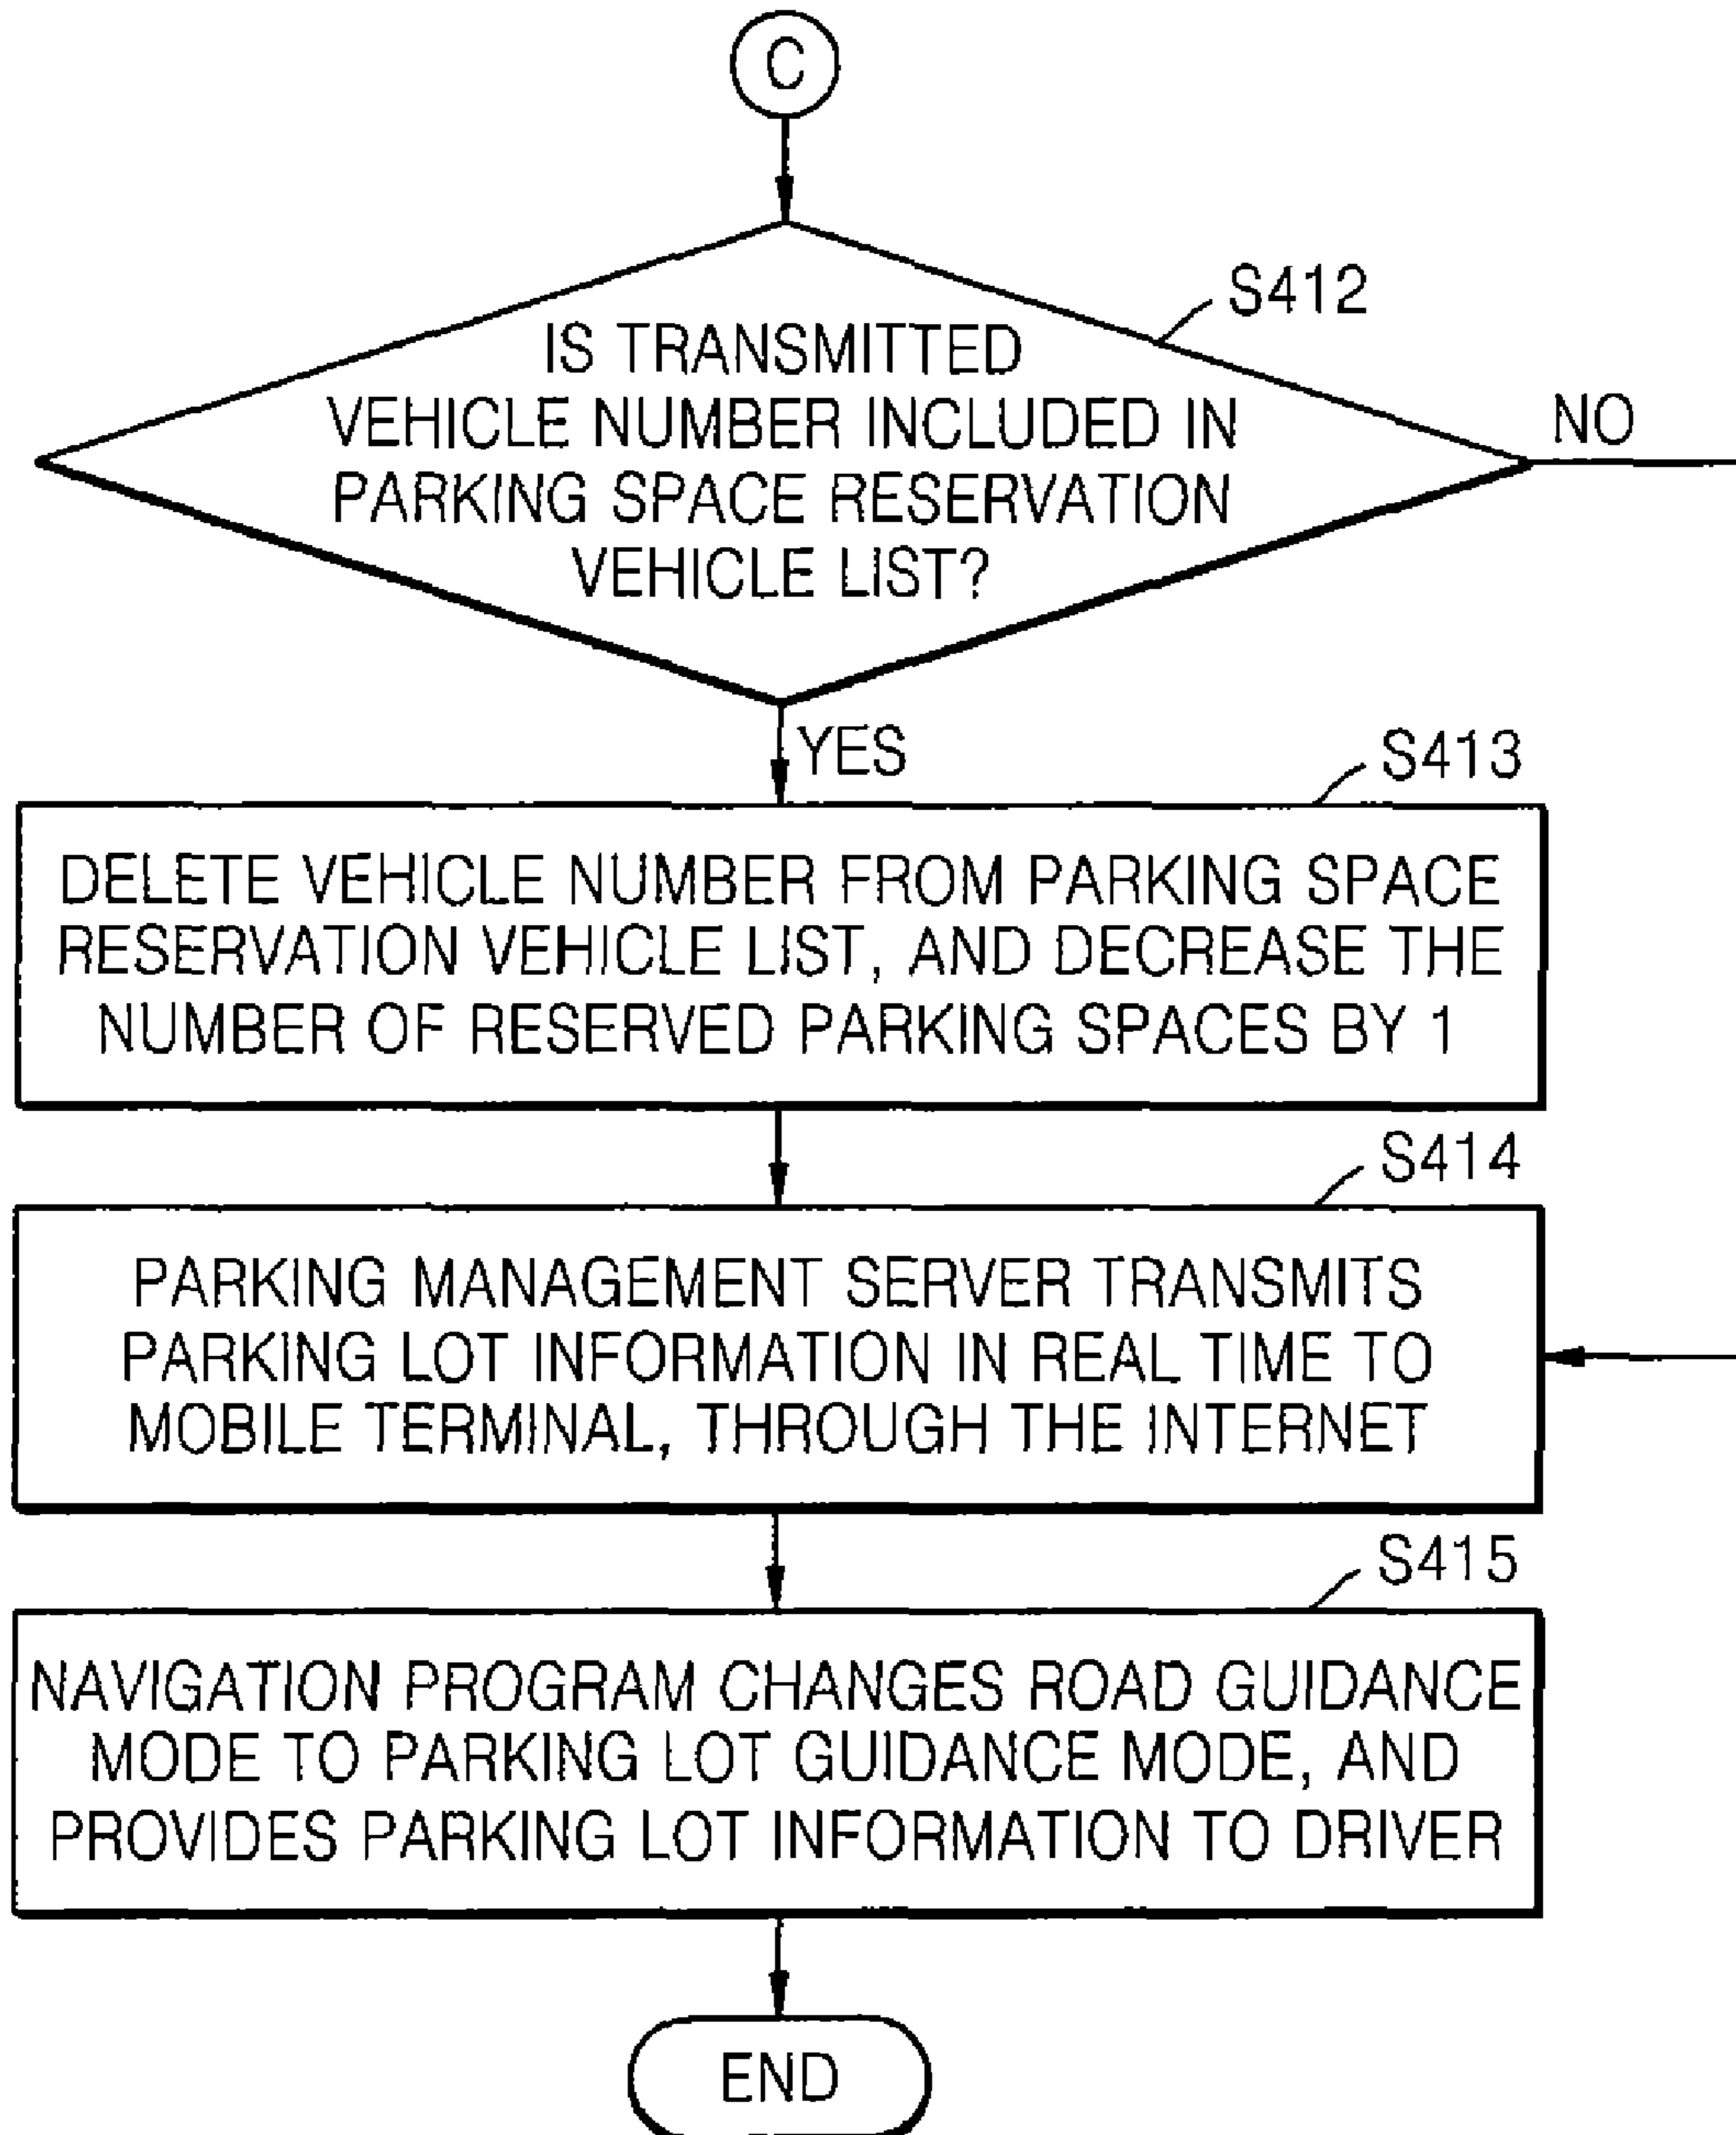 C
S412
IS TRANSMITTED
VEHICLE NUMBER INCLUDED IN
PARKING SPACE RESERVATION
VEHICLE LIST?
NO
YES
S413
DELETE VEHICLE NUMBER FROM PARKING SPACE
RESERVATION VEHICLE LIST, AND DECREASE THE
NUMBER OF RESERVED PARKING SPACES BY 1
S414
PARKING MANAGEMENT SERVER TRANSMITS
PARKING LOT INFORMATION IN REAL TIME TO
MOBILE TERMINAL, THROUGH THE INTERNET
S415
NAVIGATION PROGRAM CHANGES ROAD GUIDANCE
MODE TO PARKING LOT GUIDANCE MODE, AND
PROVIDES PARKING LOT INFORMATION TO DRIVER
END